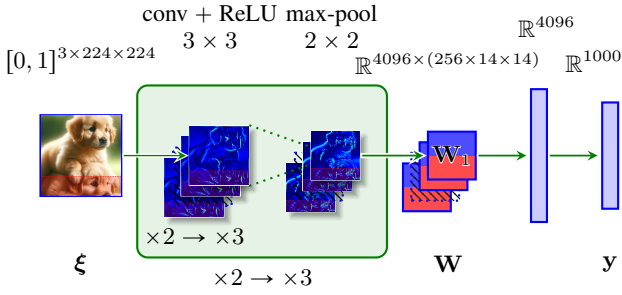 conv + ReLU max-pool
3 × 3 2 × 2
[0, 1]^{3×224×224}
ℝ^{4096×(256×14×14)}
ℝ^{4096}
ℝ^{1000}
W₁
×2 → ×3
×2 → ×3
ξ
W
y